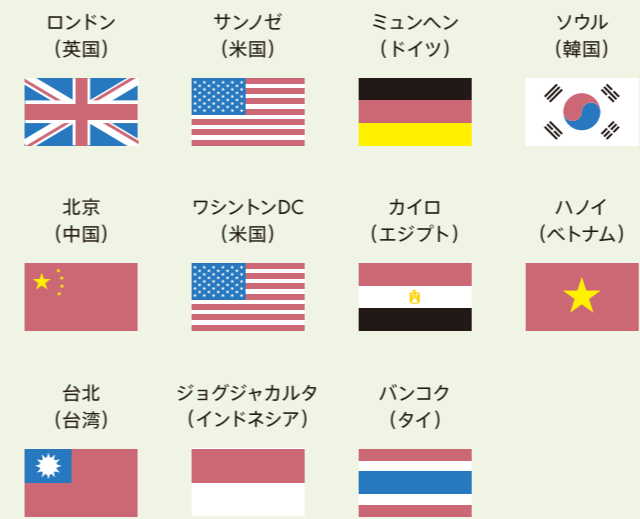 ロンドン
（英国）
サンノゼ
（米国）
ミュンヘン
（ドイツ）
ソウル
（韓国）
北京
（中国）
ワシントンDC
（米国）
カイロ
（エジプト）
ハノイ
（ベトナム）
台北
（台湾）
ジョグジャカルタ
（インドネシア）
バンコク
（タイ）